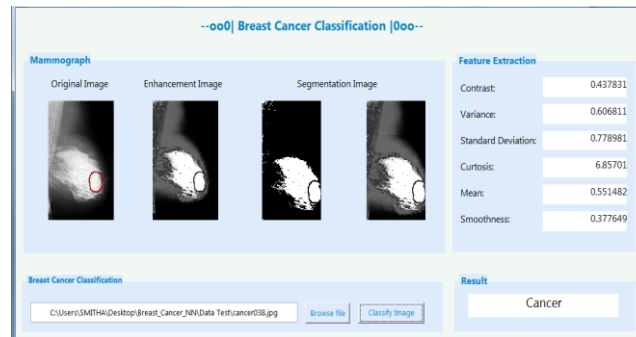 --oo0| Breast Cancer Classification |0oo--
Mammograph
Original Image Enhancement Image Segmentation Image
Feature Extraction
Contrast: 0.437831
Variance: 0.606811
Standard Deviation: 0.778981
Curtosis: 6.85701
Mean: 0.551482
Smoothness: 0.377649
Breast Cancer Classification
C:\Users\SMITHA\Desktop\Breast_Cancer_NN\Data Test\cancer038.jpg Browse file Classify Image
Result
Cancer